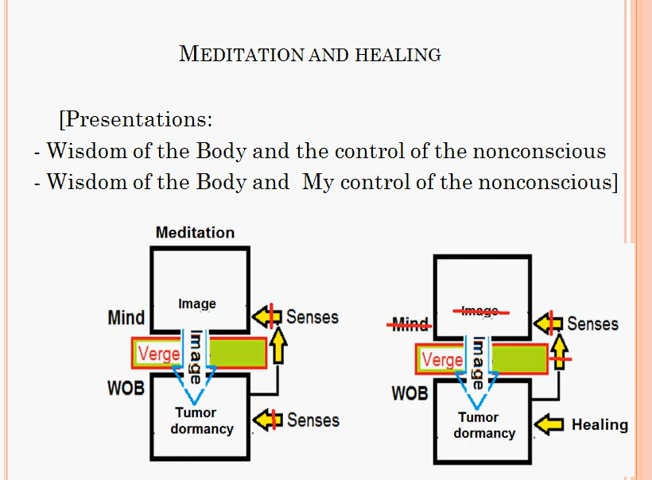 MEDITATION AND HEALING
[Presentations:
- Wisdom of the Body and the control of the nonconscious
- Wisdom of the Body and My control of the nonconscious]
Meditation
Image
Mind
Senses
Verge
Image
WOB
Tumor
dormancy
Senses
Image
Mind
Senses
Verge
Image
WOB
Tumor
dormancy
Healing